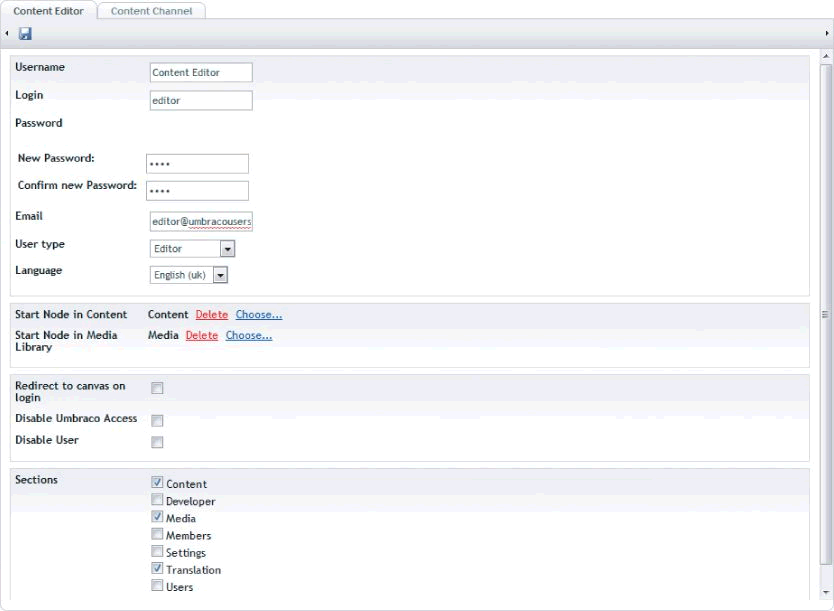 Content Editor Content Channel
Username Content Editor
Login editor
Password
New Password: ••••
Confirm new Password: ••••
Email editor@umbracousers
User type Editor
Language English (uk)
Start Node in Content Content Delete Choose...
Start Node in Media Library Media Delete Choose...
Redirect to canvas on login
Disable Umbraco Access
Disable User
Sections Content
Developer
Media
Members
Settings
Translation
Users